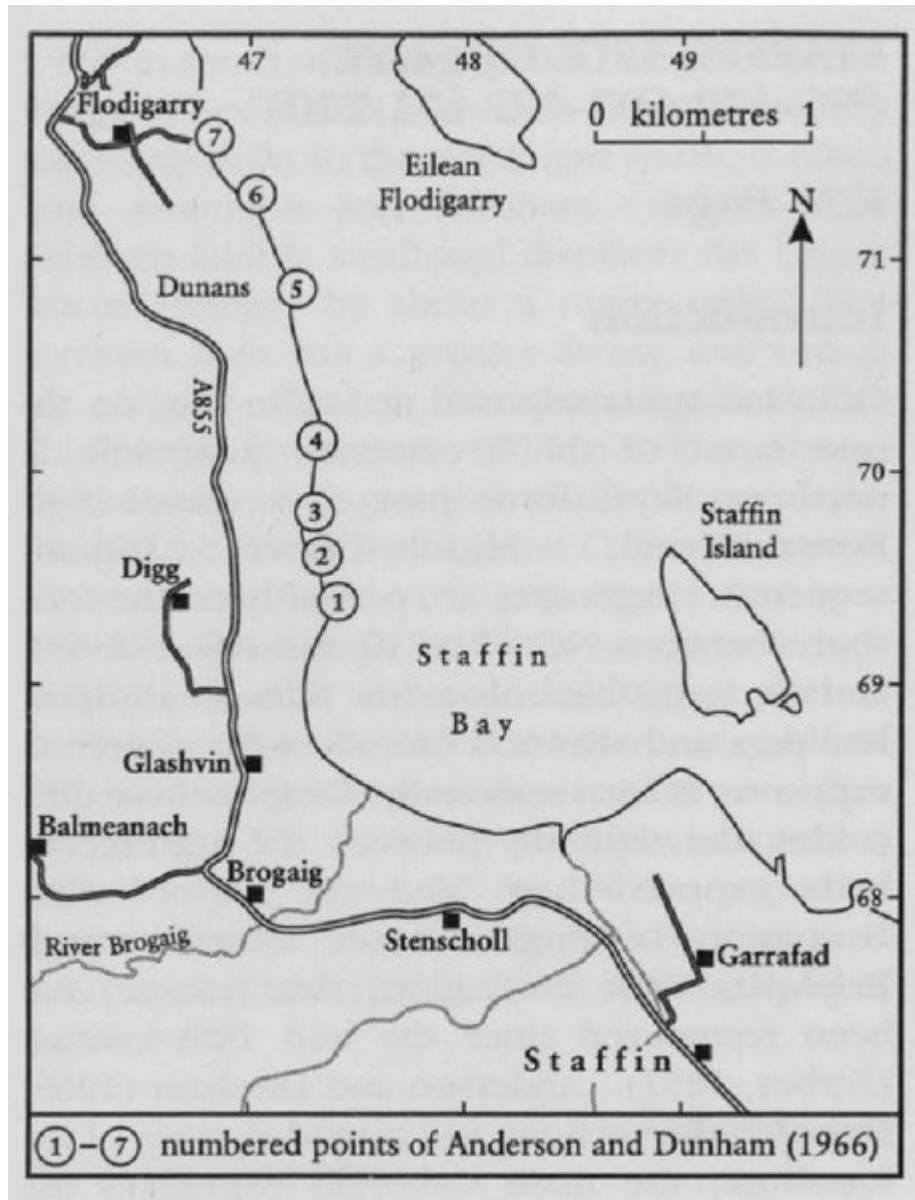 47
48
49
Flodigarry
0 kilometres 1
7
Eilean
Flodigarry
6
N
71
5
Dunans
A855
4
70
3
Staffin
Island
2
Digg
1
Staffin
Bay
69
Glashvin
Balmeanach
Brogaig
68
Stenscholl
River Brogaig
Garrafad
Staffin
1–7 numbered points of Anderson and Dunham (1966)